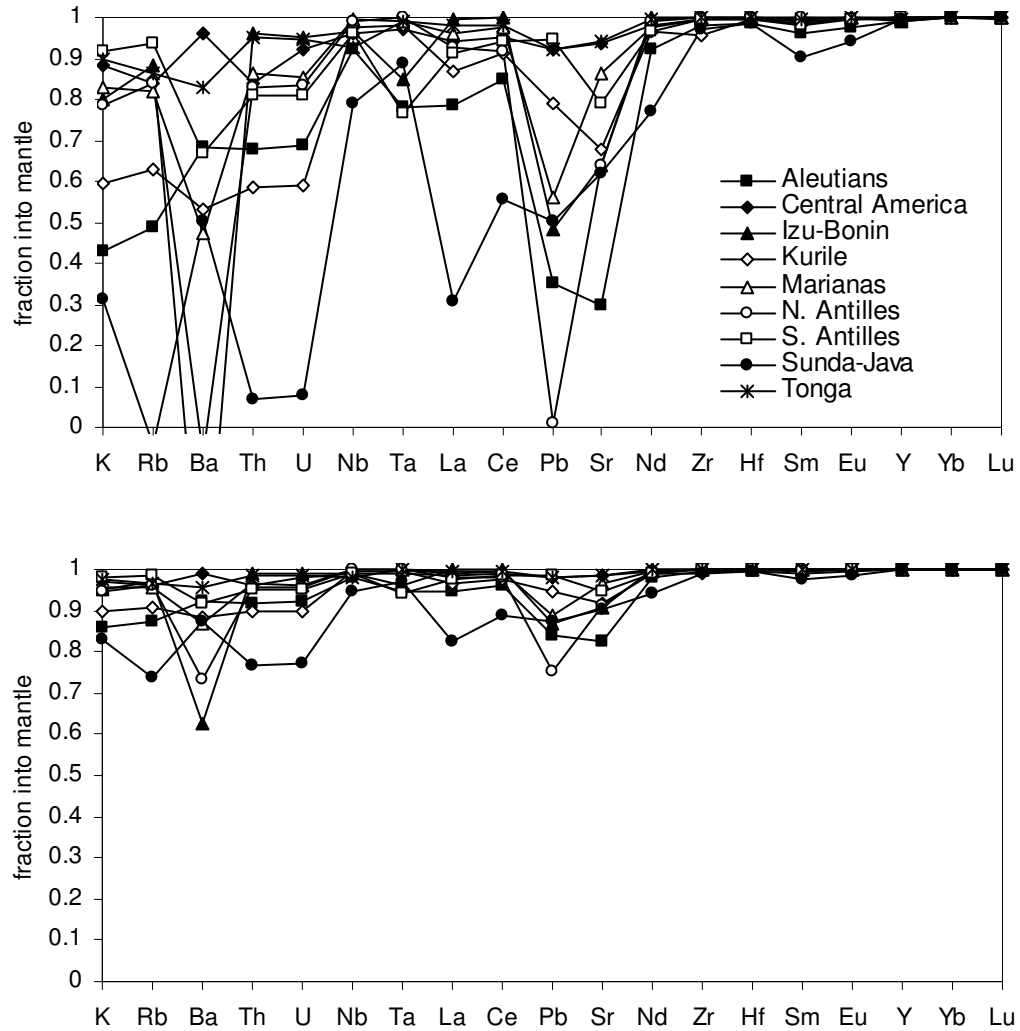 fraction into mantle
1
0.9
0.8
0.7
0.6
0.5
0.4
0.3
0.2
0.1
0
Aleutians
Central America
Izu-Bonin
Kurile
Marianas
N. Antilles
S. Antilles
Sunda-Java
Tonga
K Rb Ba Th U Nb Ta La Ce Pb Sr Nd Zr Hf Sm Eu Y Yb Lu
fraction into mantle
1
0.9
0.8
0.7
0.6
0.5
0.4
0.3
0.2
0.1
0
K Rb Ba Th U Nb Ta La Ce Pb Sr Nd Zr Hf Sm Eu Y Yb Lu